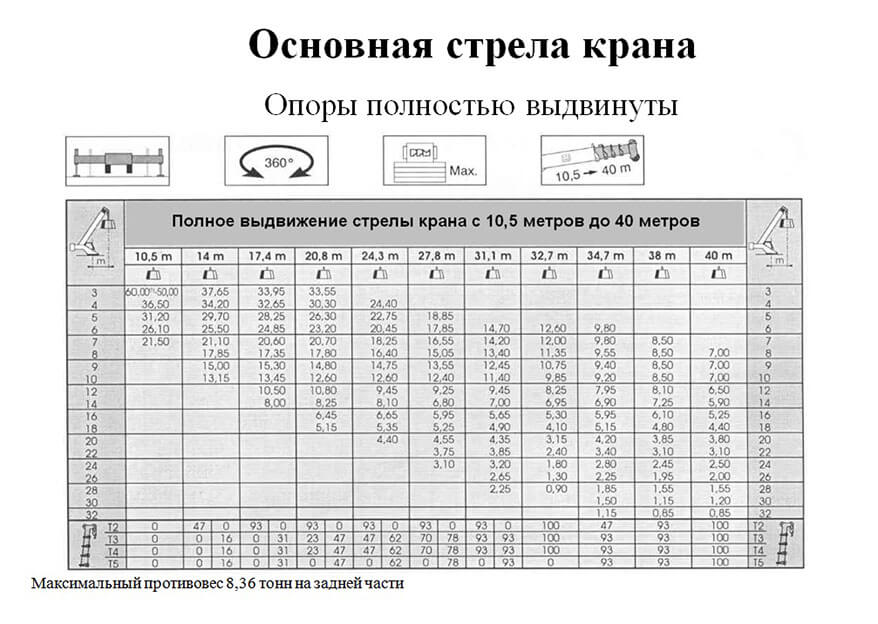 Основная стрела крана
Опоры полностью выдвинуты
360° Max. 10,5 → 40 m
Полное выдвижение стрелы крана с 10,5 метров до 40 метров
m 10,5 m 14 m 17,4 m 20,8 m 24,3 m 27,8 m 31,1 m 32,7 m 34,7 m 38 m 40 m m
3 60,00*-50,00 37,65 33,95 33,55 3
4 36,50 34,20 32,65 30,30 24,40 4
5 31,20 29,70 28,25 26,30 22,75 18,85 5
6 26,10 25,50 24,85 23,20 20,45 17,85 14,70 12,60 9,80 6
7 21,50 21,10 20,60 20,70 18,25 16,55 14,20 12,00 9,80 8,50 7
8 17,85 17,35 17,80 16,40 15,05 13,40 11,35 9,55 8,50 7,00 8
9 15,00 15,30 14,80 14,75 13,55 12,45 10,75 9,40 8,50 7,00 9
10 13,15 13,45 12,60 12,60 12,40 11,40 9,85 9,20 8,50 7,00 10
12 10,50 10,80 9,45 9,25 9,45 8,25 7,95 8,10 6,50 12
14 8,00 8,25 8,10 6,80 7,00 6,95 6,90 7,25 5,90 14
16 6,45 6,65 5,95 5,65 5,30 5,95 6,10 5,25 16
18 5,15 5,35 5,25 4,90 4,10 5,15 4,80 4,40 18
20 4,40 4,55 4,35 3,15 4,20 3,85 3,80 20
22 3,75 3,85 2,40 3,40 3,10 3,10 22
24 3,10 3,20 1,80 2,80 2,45 2,50 24
26 2,65 1,30 2,25 1,95 2,00 26
28 2,25 0,90 1,85 1,55 1,55 28
30 1,50 1,15 1,20 30
32 1,15 0,85 0,85 32
T2 0 47 0 93 0 93 0 93 0 93 0 93 0 100 47 93 100 T2
T3 0 0 16 0 31 23 47 47 62 70 78 93 93 100 93 93 100 T3
T4 0 0 16 0 31 23 47 47 62 70 78 93 93 100 93 93 100 T4
T5 0 0 16 0 31 0 47 0 62 0 78 0 93 0 93 93 100 T5
Максимальный противовес 8,36 тонн на задней части